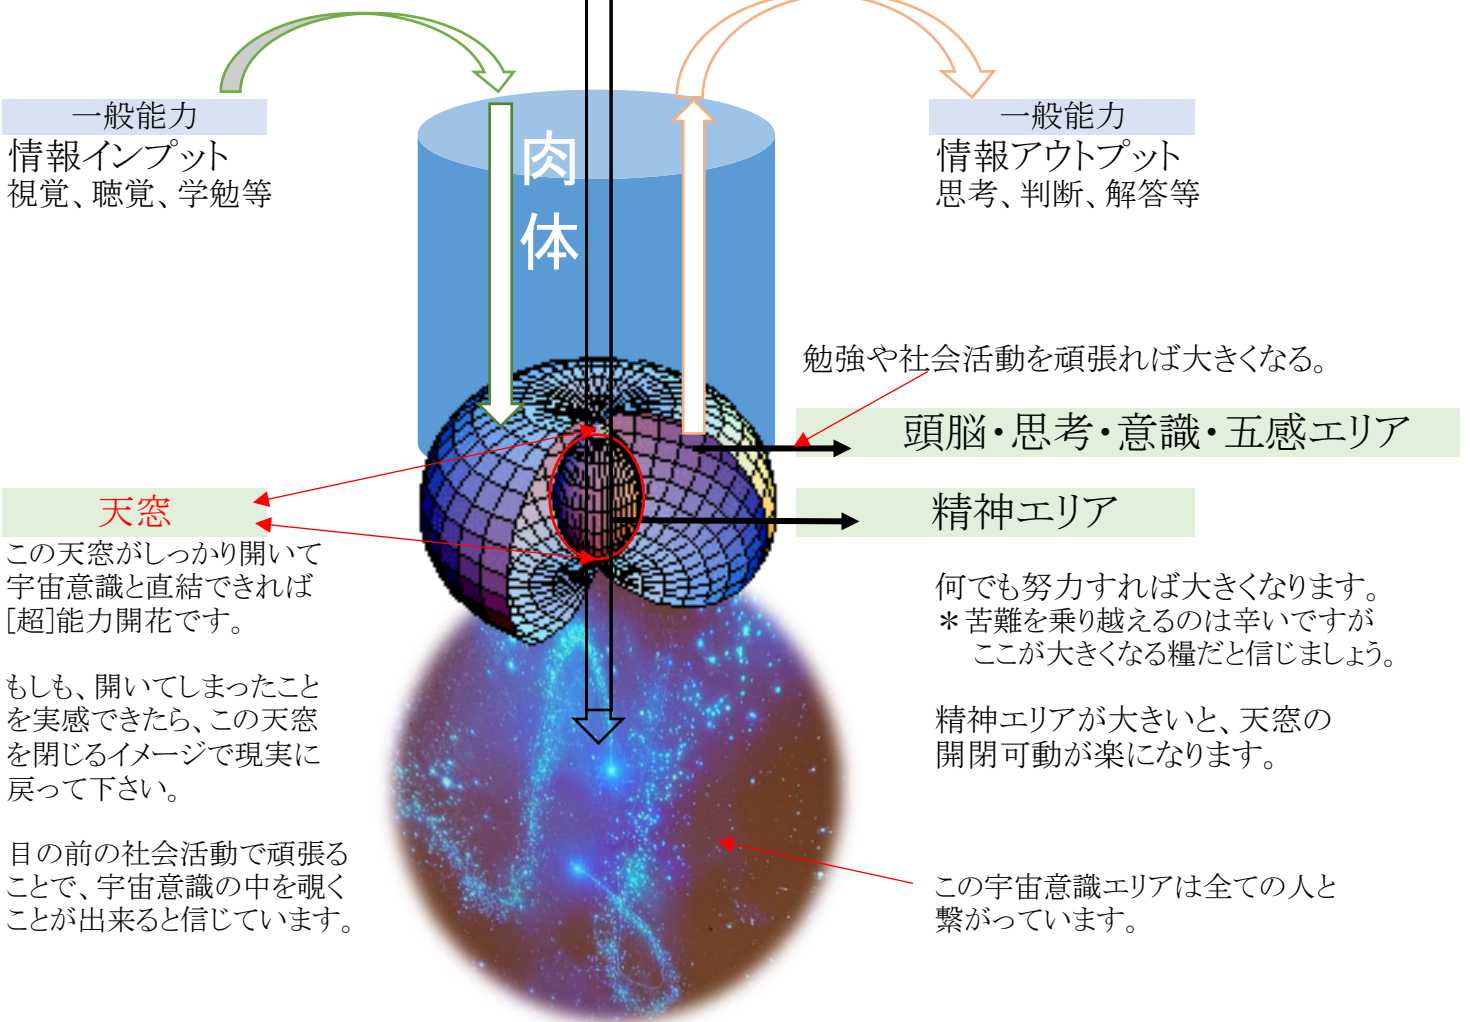 一般能力
情報インプット
視覚、聴覚、学勉等
肉
体
一般能力
情報アウトプット
思考、判断、解答等
勉強や社会活動を頑張れば大きくなる。
頭脳・思考・意識・五感エリア
天窓
この天窓がしっかり開いて
宇宙意識と直結できれば
[超]能力開花です。
もしも、開いてしまったこと
を実感できたら、この天窓
を閉じるイメージで現実に
戻って下さい。
目の前の社会活動で頑張る
ことで、宇宙意識の中を覗く
ことが出来ると信じています。
精神エリア
何でも努力すれば大きくなります。
＊苦難を乗り越えるのは辛いですが
ここが大きくなる糧だと信じましょう。
精神エリアが大きいと、天窓の
開閉可動が楽になります。
この宇宙意識エリアは全ての人と
繋がっています。